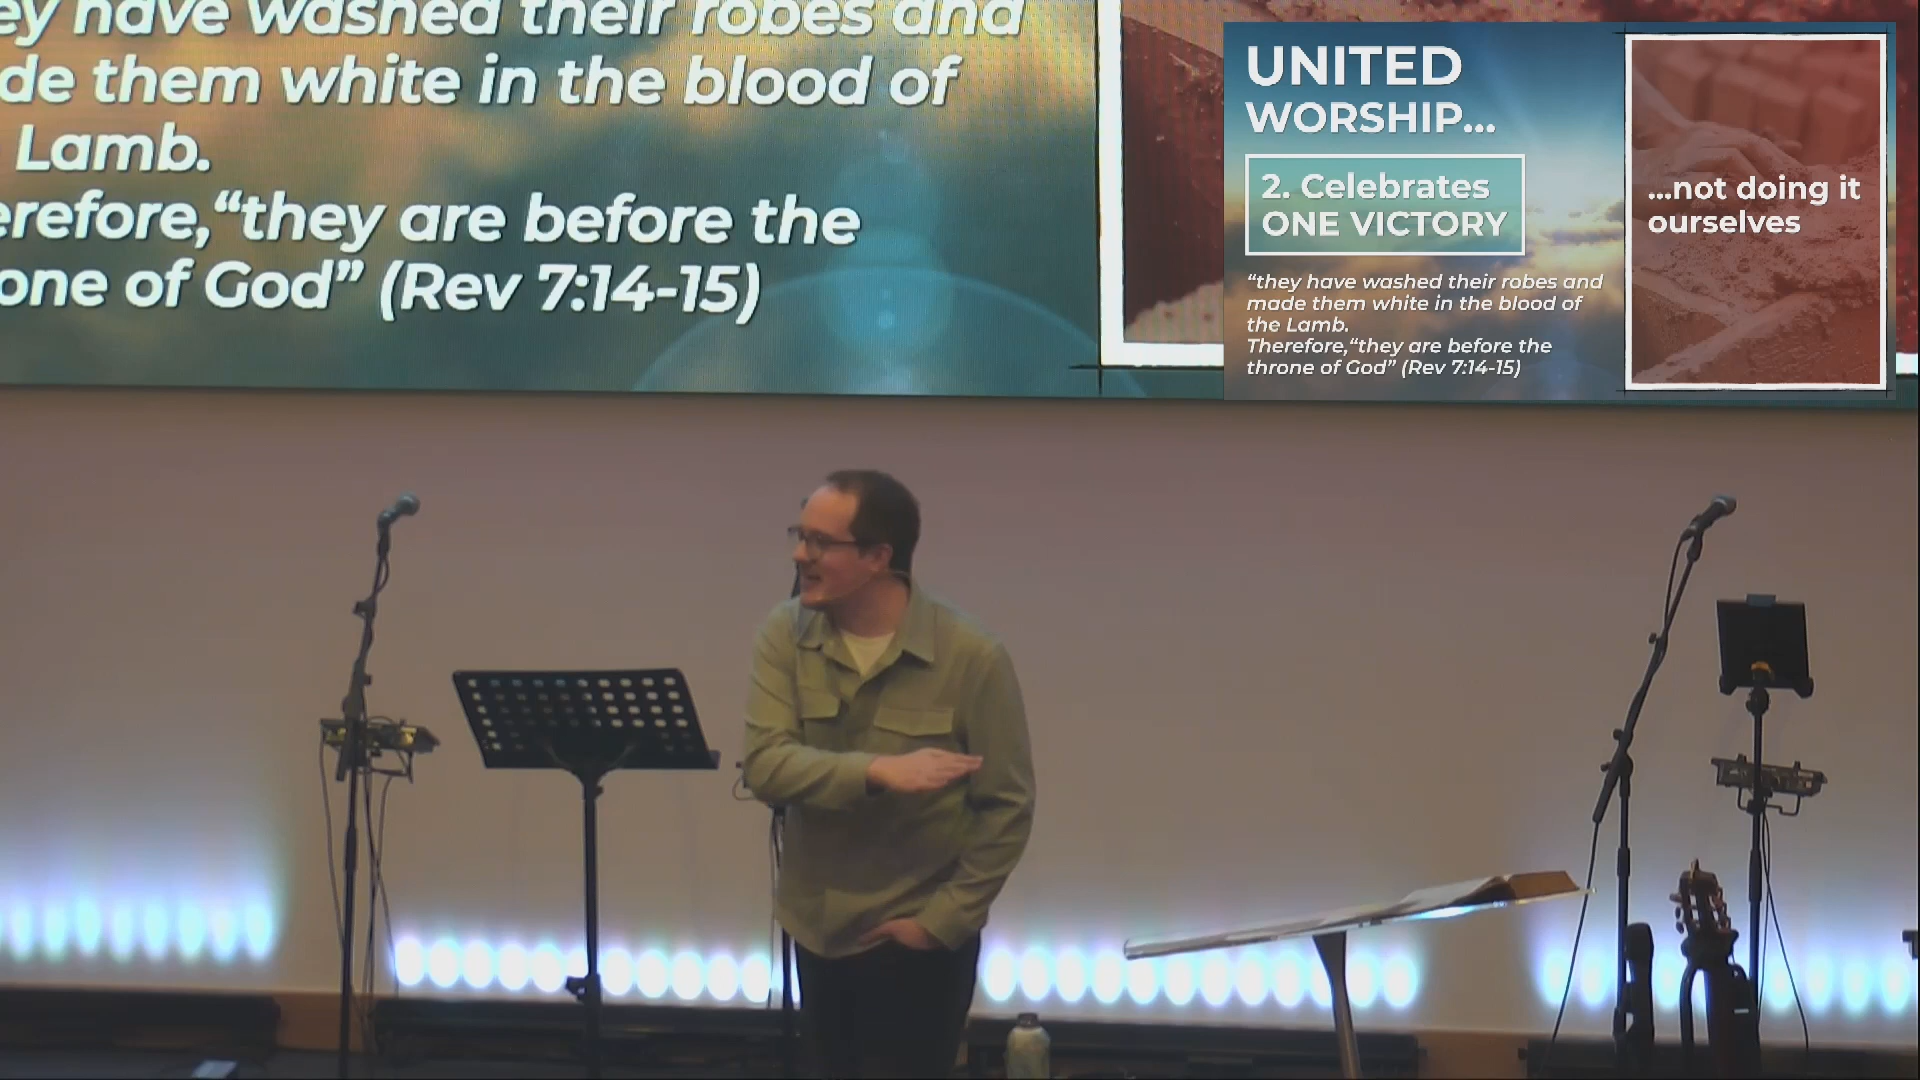 ey have washed their robes and
de them white in the blood of
Lamb.
erefore,“they are before the
one of God” (Rev 7:14-15)
UNITED
WORSHIP...
2. Celebrates
ONE VICTORY
“they have washed their robes and
made them white in the blood of
the Lamb.
Therefore,“they are before the
throne of God” (Rev 7:14-15)
...not doing it
ourselves